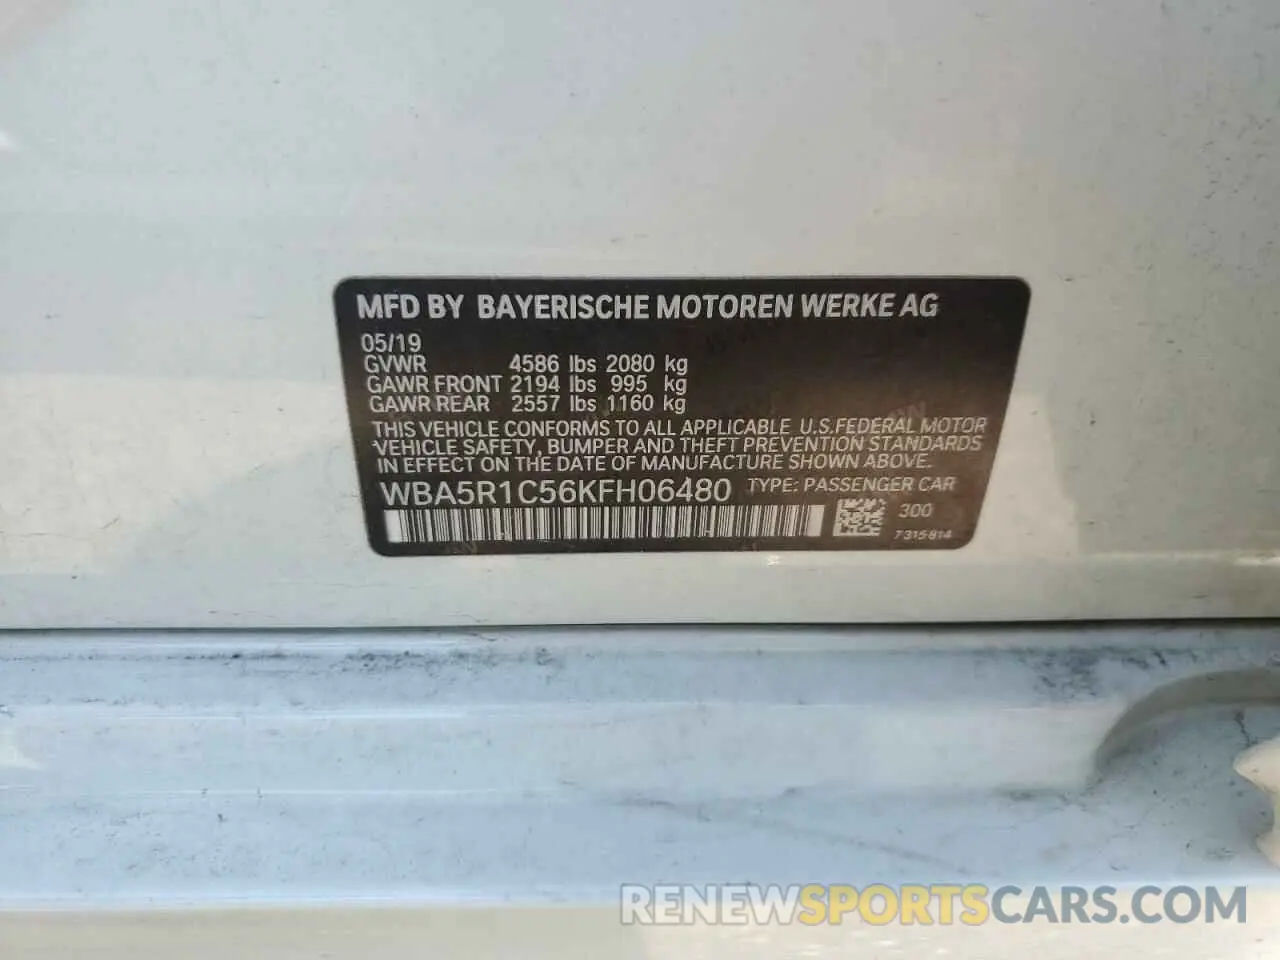 MFD BY BAYERISCHE MOTOREN WERKE AG
05/19
GVWR 4586 lbs 2080 kg
GAWR FRONT 2194 lbs 995 kg
GAWR REAR 2557 lbs 1160 kg
THIS VEHICLE CONFORMS TO ALL APPLICABLE U.S.FEDERAL MOTOR
VEHICLE SAFETY, BUMPER AND THEFT PREVENTION STANDARDS
IN EFFECT ON THE DATE OF MANUFACTURE SHOWN ABOVE.
WBA5R1C56KFH06480 TYPE: PASSENGER CAR
300
7315814
RENEWSPORTSCARS.COM